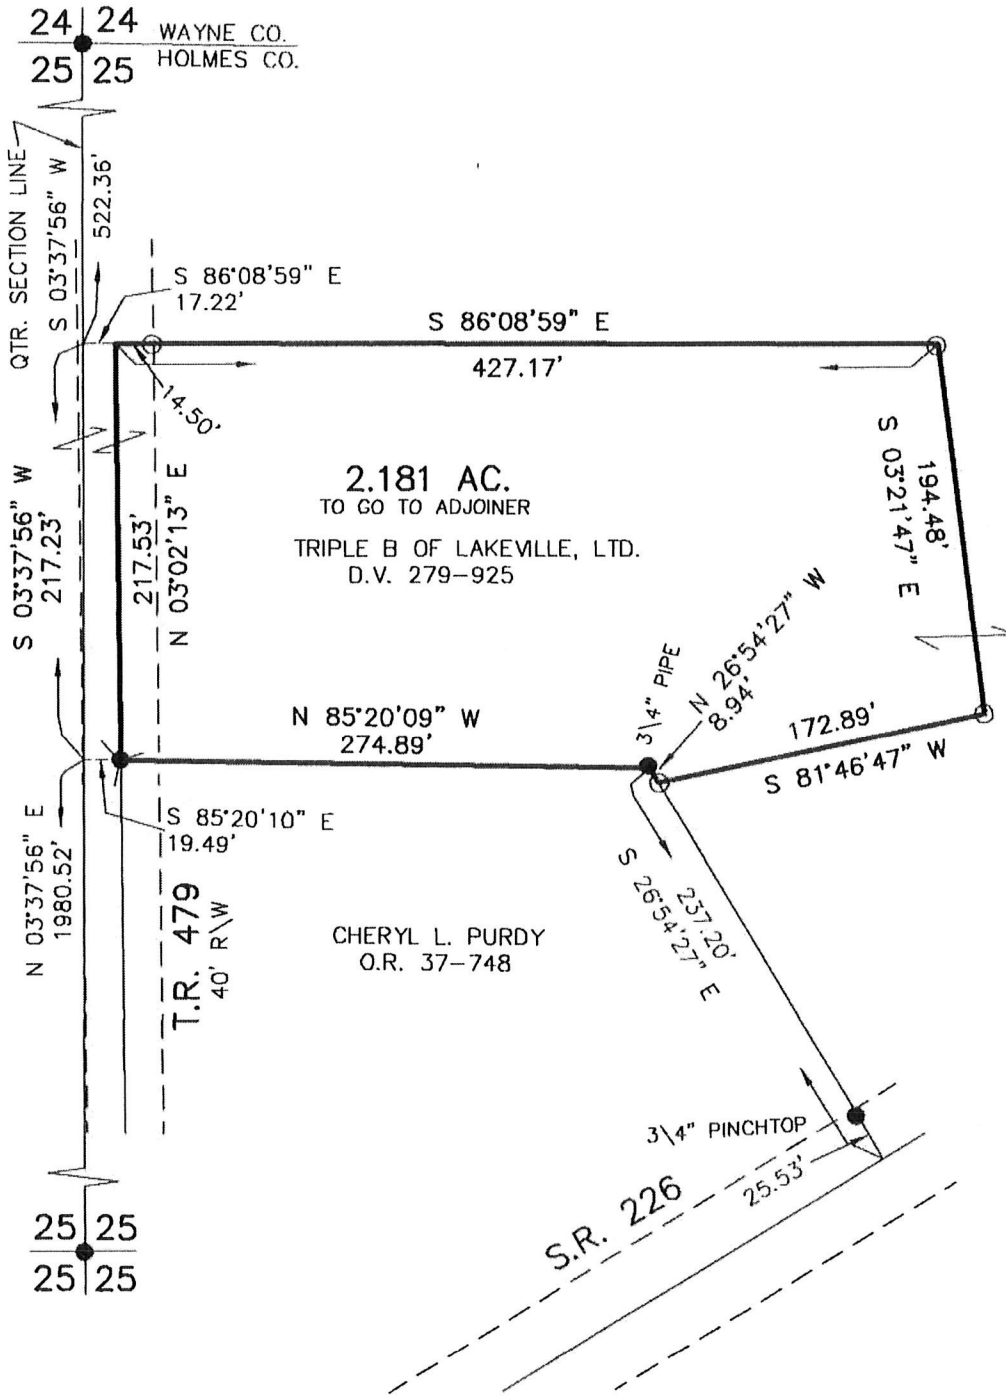 24 24
WAYNE CO.
HOLMES CO.
25 25
QTR. SECTION LINE
S 03°37'56" W
522.36'
S 86°08'59" E
17.22'
S 86°08'59" E
427.17'
14.50'
S 03°37'56" W
217.23'
217.53'
N 03°02'13" E
2.181 AC.
TO GO TO ADJOINER
TRIPLE B OF LAKEVILLE, LTD.
D.V. 279-925
194.48'
S 03°21'47" E
3\4" PIPE
N 26°54'27" W
8.94'
N 85°20'09" W
274.89'
172.89'
S 81°46'47" W
S 85°20'10" E
19.49'
N 03°37'56" E
1980.52'
T.R. 479
40' R\W
CHERYL L. PURDY
O.R. 37-748
237.20'
S 26°54'27" E
3\4" PINCHTOP
25.53'
S.R. 226
25 25
25 25